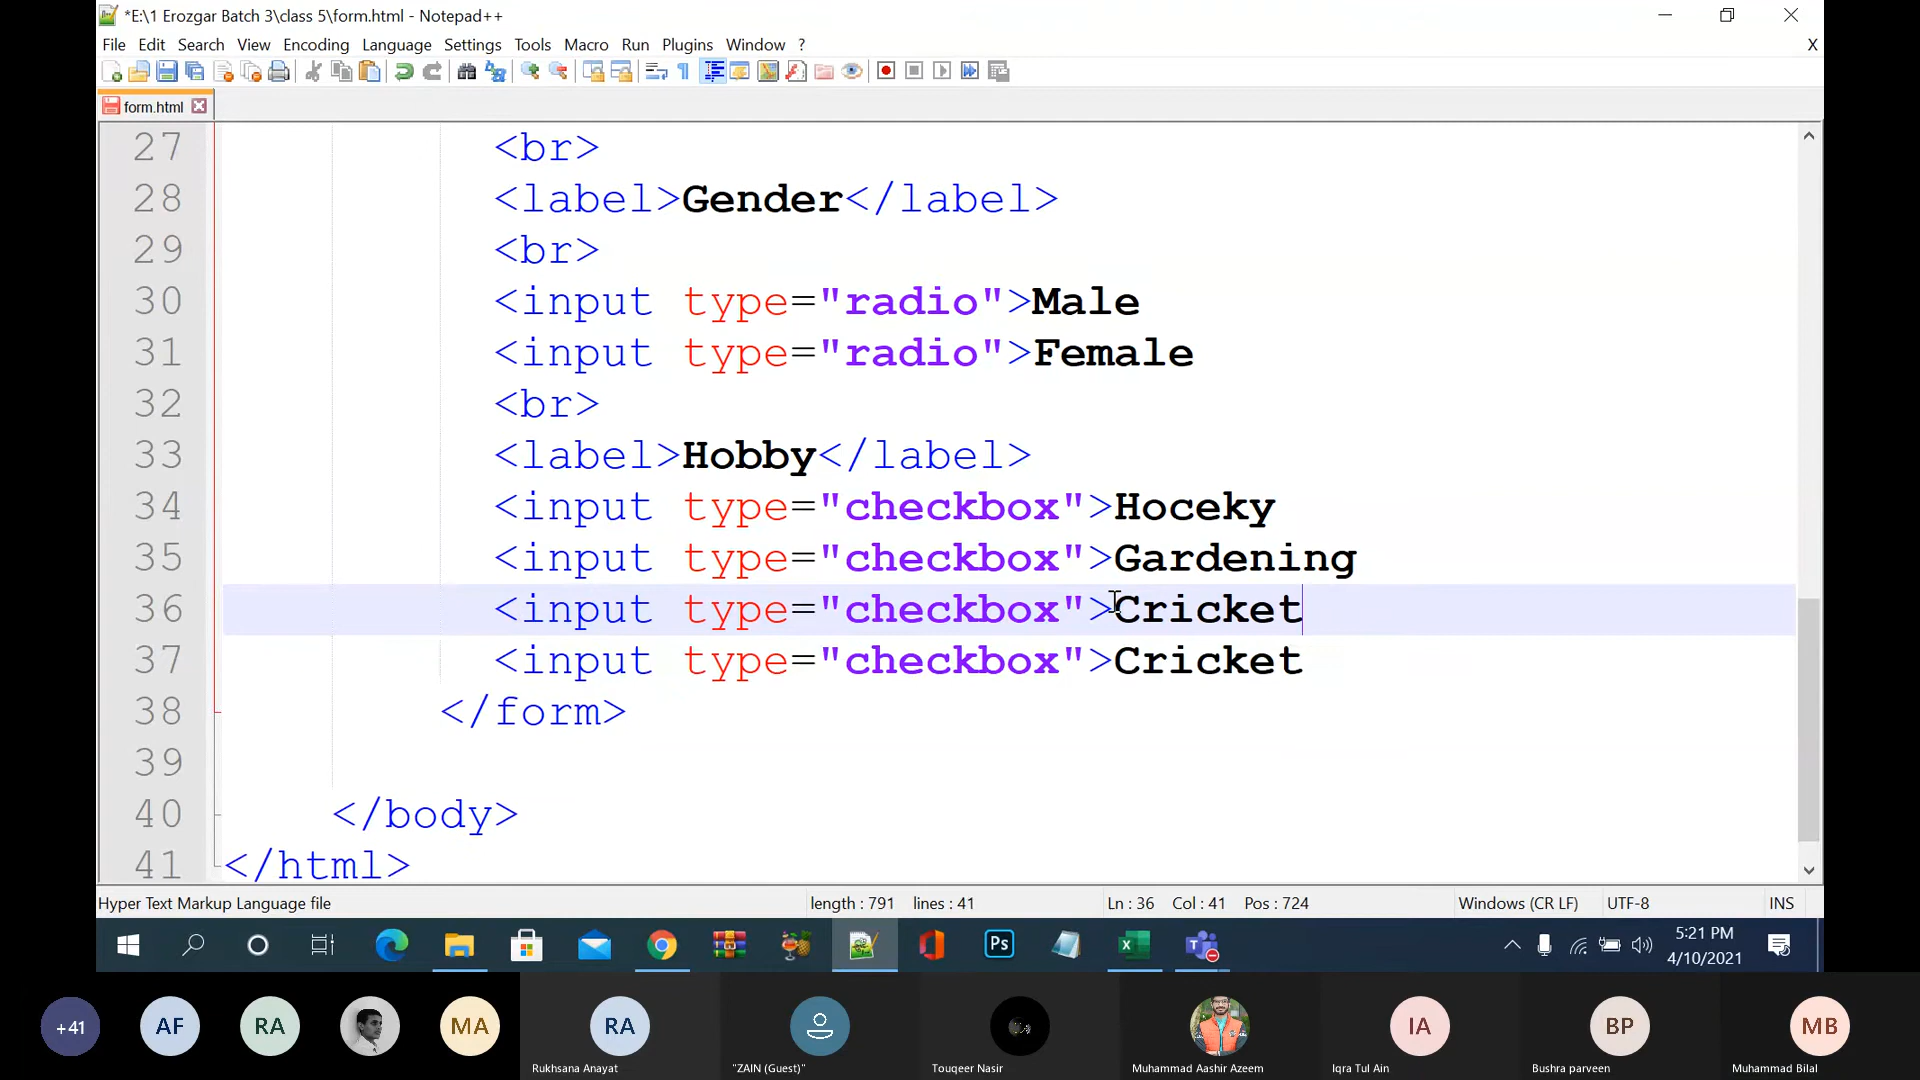 *E:\1 Erozgar Batch 3\class 5\form.html - Notepad++
File Edit Search View Encoding Language Settings Tools Macro Run Plugins Window ? X
form.html
27 <br>
28 <label>Gender</label>
29 <br>
30 <input type="radio">Male
31 <input type="radio">Female
32 <br>
33 <label>Hobby</label>
34 <input type="checkbox">Hoceky
35 <input type="checkbox">Gardening
36 <input type="checkbox">Cricket
37 <input type="checkbox">Cricket
38 </form>
39
40 </body>
41 </html>
Hyper Text Markup Language file length : 791 lines : 41 Ln : 36 Col : 41 Pos : 724 Windows (CR LF) UTF-8 INS
Ps
5:21 PM
4/10/2021
+41 AF RA MA RA IA BP MB
Rukhsana Anayat "ZAIN (Guest)" Touqeer Nasir Muhammad Aashir Azeem Iqra Tul Ain Bushra parveen Muhammad Bilal